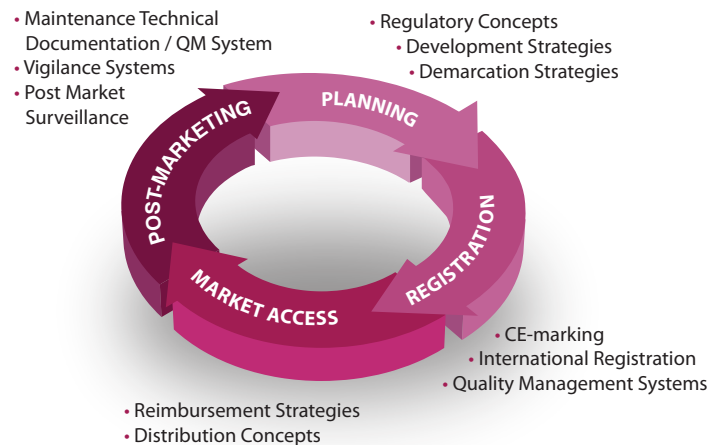 • Maintenance Technical
Documentation / QM System
• Vigilance Systems
• Post Market
Surveillance
• Regulatory Concepts
• Development Strategies
• Demarcation Strategies
PLANNING
POST-MARKETING
REGISTRATION
MARKET ACCESS
• CE-marking
• International Registration
• Quality Management Systems
• Reimbursement Strategies
• Distribution Concepts